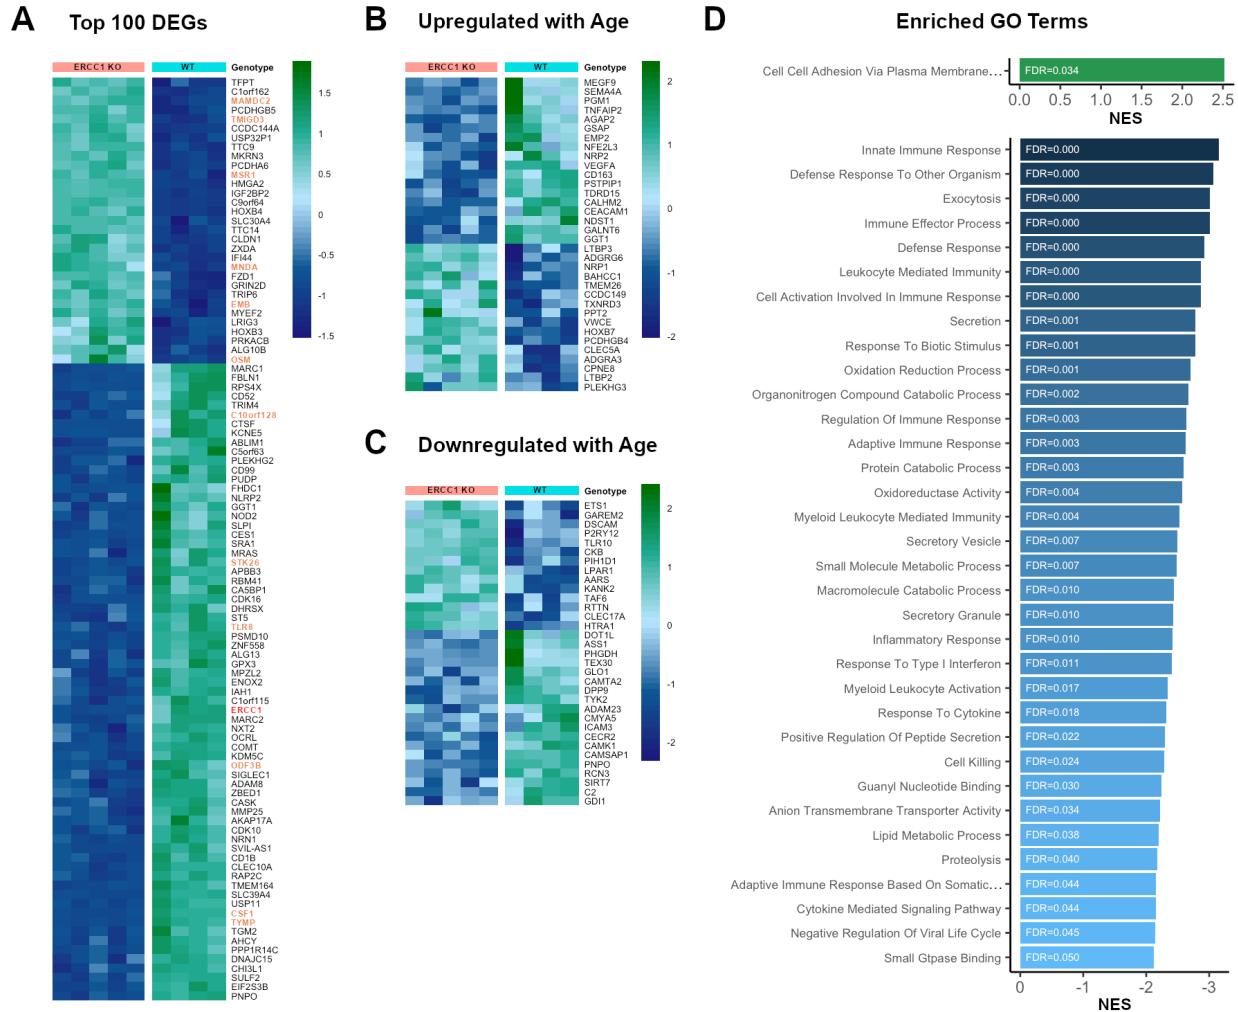 A Top 100 DEGs
ERCC1 KO WT Genotype
TFPT
C1orf162
MAMDC2
PCDHGB5
TMIGD3
CCDC144A
USP32P1
TTC9
MKRN3
PCDHA6
MSR1
HMGA2
IGF2BP2
C9orf64
HOXB4
SLC30A4
TTC14
CLDN1
ZXDA
IFI44
MNDA
FZD1
GRIN2D
TRIP6
EMB
MYEF2
LRIG3
HOXB3
PRKACB
ALG10B
OSM
MARC1
FBLN1
RPS4X
CD52
TRIM4
C10orf128
CTSF
KCNE5
ABLIM1
C5orf63
PLEKHG2
CD99
PUDP
FHDC1
NLRP2
GGT1
NOD2
SLPI
CES1
SRA1
MRAS
STK26
APBB3
RBM41
CA5BP1
CDK16
DHRSX
ST5
TLR8
PSMD10
ZNF558
ALG13
GPX3
MPZL2
ENOX2
IAH1
C1orf115
ERCC1
MARC2
NXT2
OCRL
COMT
KDM5C
ODF3B
SIGLEC1
ADAM8
ZBED1
CASK
MMP25
AKAP17A
CDK10
NRN1
SVIL-AS1
CD1B
CLEC10A
RAP2C
TMEM164
SLC39A4
USP11
CSF1
TYMP
TGM2
AHCY
PPP1R14C
DNAJC15
CHI3L1
SULF2
EIF2S3B
PNPO
1.5
1
0.5
0
-0.5
-1
-1.5
B Upregulated with Age
ERCC1 KO WT Genotype
MEGF9
SEMA4A
PGM1
TNFAIP2
AGAP2
GSAP
EMP2
NFE2L3
NRP2
VEGFA
CD163
PSTPIP1
TDRD15
CALHM2
CEACAM1
NDST1
GALNT6
GGT1
LTBP3
ADGRG6
NRP1
BAHCC1
TMEM26
CCDC149
TXNRD3
PPT2
VWCE
HOXB7
PCDHGB4
CLEC5A
ADGRA3
CPNE8
LTBP2
PLEKHG3
2
1
0
-1
-2
C Downregulated with Age
ERCC1 KO WT Genotype
ETS1
GAREM2
DSCAM
P2RY12
TLR10
CKB
PIH1D1
LPAR1
AARS
KANK2
TAF6
RTTN
CLEC17A
HTRA1
DOT1L
ASS1
PHGDH
TEX30
GLO1
CAMTA2
DPP9
TYK2
ADAM23
CMYA5
ICAM3
CECR2
CAMK1
CAMSAP1
PNPO
RCN3
SIRT7
C2
GDI1
2
1
0
-1
-2
D Enriched GO Terms
Cell Cell Adhesion Via Plasma Membrane... FDR=0.034
0.0 0.5 1.0 1.5 2.0 2.5
NES
Innate Immune Response FDR=0.000
Defense Response To Other Organism FDR=0.000
Exocytosis FDR=0.000
Immune Effector Process FDR=0.000
Defense Response FDR=0.000
Leukocyte Mediated Immunity FDR=0.000
Cell Activation Involved In Immune Response FDR=0.000
Secretion FDR=0.001
Response To Biotic Stimulus FDR=0.001
Oxidation Reduction Process FDR=0.001
Organonitrogen Compound Catabolic Process FDR=0.002
Regulation Of Immune Response FDR=0.003
Adaptive Immune Response FDR=0.003
Protein Catabolic Process FDR=0.003
Oxidoreductase Activity FDR=0.004
Myeloid Leukocyte Mediated Immunity FDR=0.004
Secretory Vesicle FDR=0.007
Small Molecule Metabolic Process FDR=0.007
Macromolecule Catabolic Process FDR=0.010
Secretory Granule FDR=0.010
Inflammatory Response FDR=0.010
Response To Type I Interferon FDR=0.011
Myeloid Leukocyte Activation FDR=0.017
Response To Cytokine FDR=0.018
Positive Regulation Of Peptide Secretion FDR=0.022
Cell Killing FDR=0.024
Guanyl Nucleotide Binding FDR=0.030
Anion Transmembrane Transporter Activity FDR=0.034
Lipid Metabolic Process FDR=0.038
Proteolysis FDR=0.040
Adaptive Immune Response Based On Somatic... FDR=0.044
Cytokine Mediated Signaling Pathway FDR=0.044
Negative Regulation Of Viral Life Cycle FDR=0.045
Small Gtpase Binding FDR=0.050
0 -1 -2 -3
NES